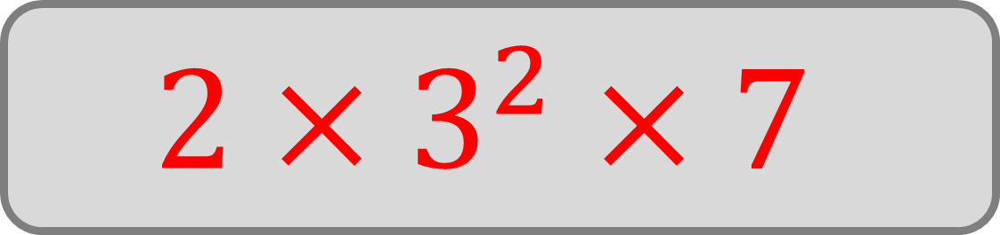 2 × 3² × 7